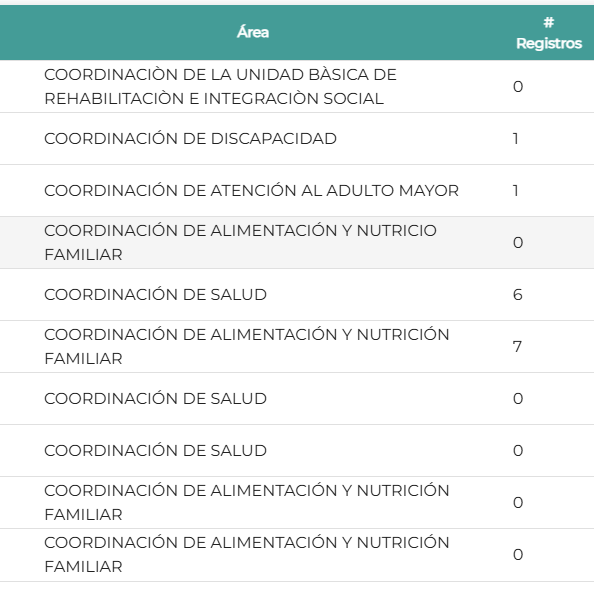 Área
#
Registros
COORDINACIÒN DE LA UNIDAD BÀSICA DE
REHABILITACIÒN E INTEGRACIÒN SOCIAL
0
COORDINACIÓN DE DISCAPACIDAD
1
COORDINACIÓN DE ATENCIÓN AL ADULTO MAYOR
1
COORDINACIÓN DE ALIMENTACIÓN Y NUTRICIO
FAMILIAR
0
COORDINACIÓN DE SALUD
6
COORDINACIÓN DE ALIMENTACIÓN Y NUTRICIÓN
FAMILIAR
7
COORDINACIÓN DE SALUD
0
COORDINACIÓN DE SALUD
0
COORDINACIÓN DE ALIMENTACIÓN Y NUTRICIÓN
FAMILIAR
0
COORDINACIÓN DE ALIMENTACIÓN Y NUTRICIÓN
FAMILIAR
0